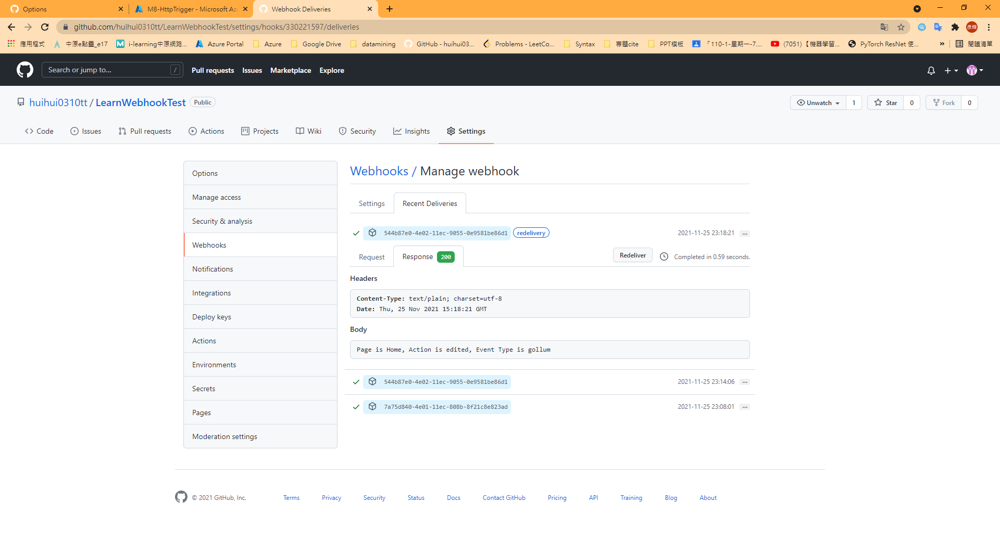 Options
M8-HttpTrigger - Microsoft Az
Webhook Deliveries
github.com/huihui0310tt/LearnWebhookTest/settings/hooks/330221597/deliveries
彥輝
應用程式
中原e點靈_e17
i-learning中原網路...
Azure Portal
Azure
Google Drive
datamining
GitHub - huihui03...
Problems - LeetCo...
Syntax
專題cite
PPT模板
「110-1-星期一-7....
(7051)【機器學習...
PyTorch ResNet 使...
»
閱讀清單
Search or jump to... /
Pull requests
Issues
Marketplace
Explore
huihui0310tt / LearnWebhookTest Public
Unwatch 1
Star 0
Fork 0
Code
Issues
Pull requests
Actions
Projects
Wiki
Security
Insights
Settings
Options
Manage access
Security & analysis
Webhooks
Notifications
Integrations
Deploy keys
Actions
Environments
Secrets
Pages
Moderation settings
Webhooks / Manage webhook
Settings
Recent Deliveries
544b87e0-4e02-11ec-9055-0e9581be86d1 redelivery 2021-11-25 23:18:21 ...
Request
Response 200
Redeliver
Completed in 0.59 seconds.
Headers
Content-Type: text/plain; charset=utf-8
Date: Thu, 25 Nov 2021 15:18:21 GMT
Body
Page is Home, Action is edited, Event Type is gollum
544b87e0-4e02-11ec-9055-0e9581be86d1 2021-11-25 23:14:06 ...
7a75d840-4e01-11ec-808b-8f21c8e823ad 2021-11-25 23:08:01 ...
© 2021 GitHub, Inc.
Terms
Privacy
Security
Status
Docs
Contact GitHub
Pricing
API
Training
Blog
About